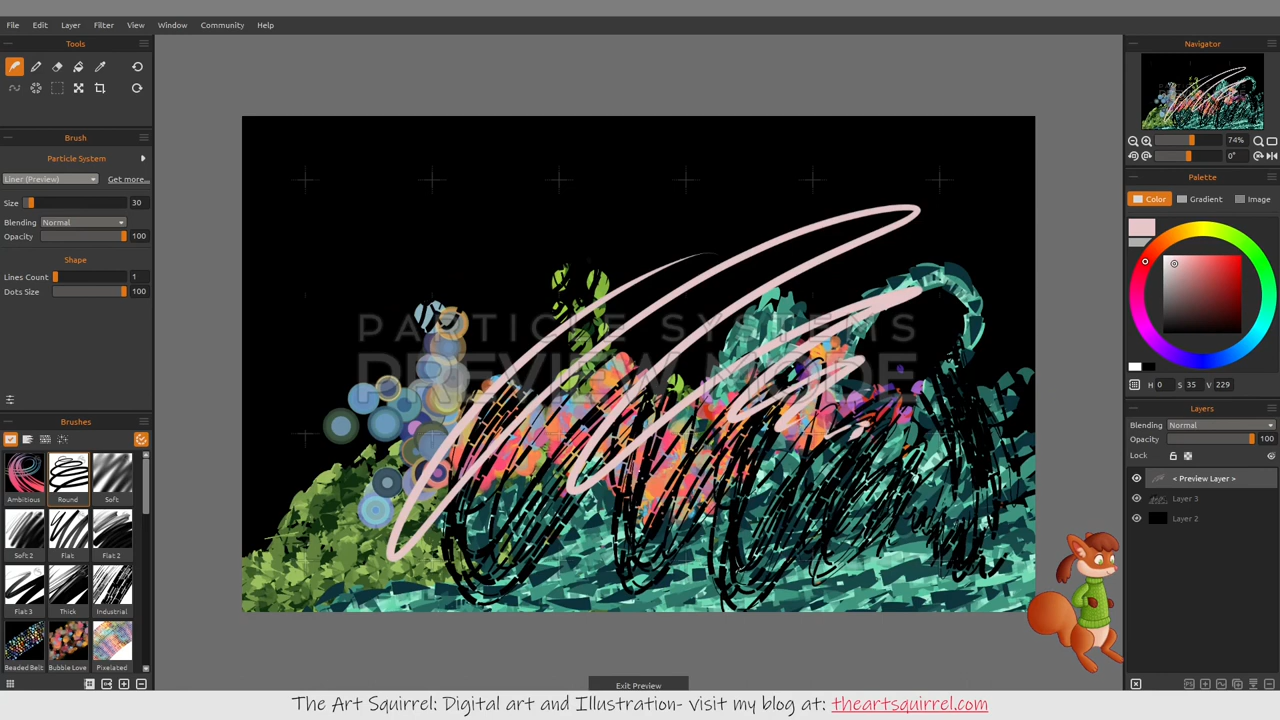 File Edit Layer Filter View Window Community Help
Tools
Brush
Particle System
Liner (Preview) Get more...
Size 30
Blending Normal
Opacity 100
Shape
Lines Count 1
Dots Size 100
Brushes
Ambitious Round Soft
Soft 2 Flat Flat 2
Flat 3 Thick Industrial
Beaded Belt Bubble Love Pixelated
PARTICLE SYSTEMS
PREVIEW MODE
Exit Preview
Navigator
74%
0°
Palette
Color Gradient Image
H 0 S 35 V 229
Layers
Blending Normal
Opacity 100
Lock
< Preview Layer >
Layer 3
Layer 2
The Art Squirrel: Digital art and Illustration- visit my blog at: theartsquirrel.com